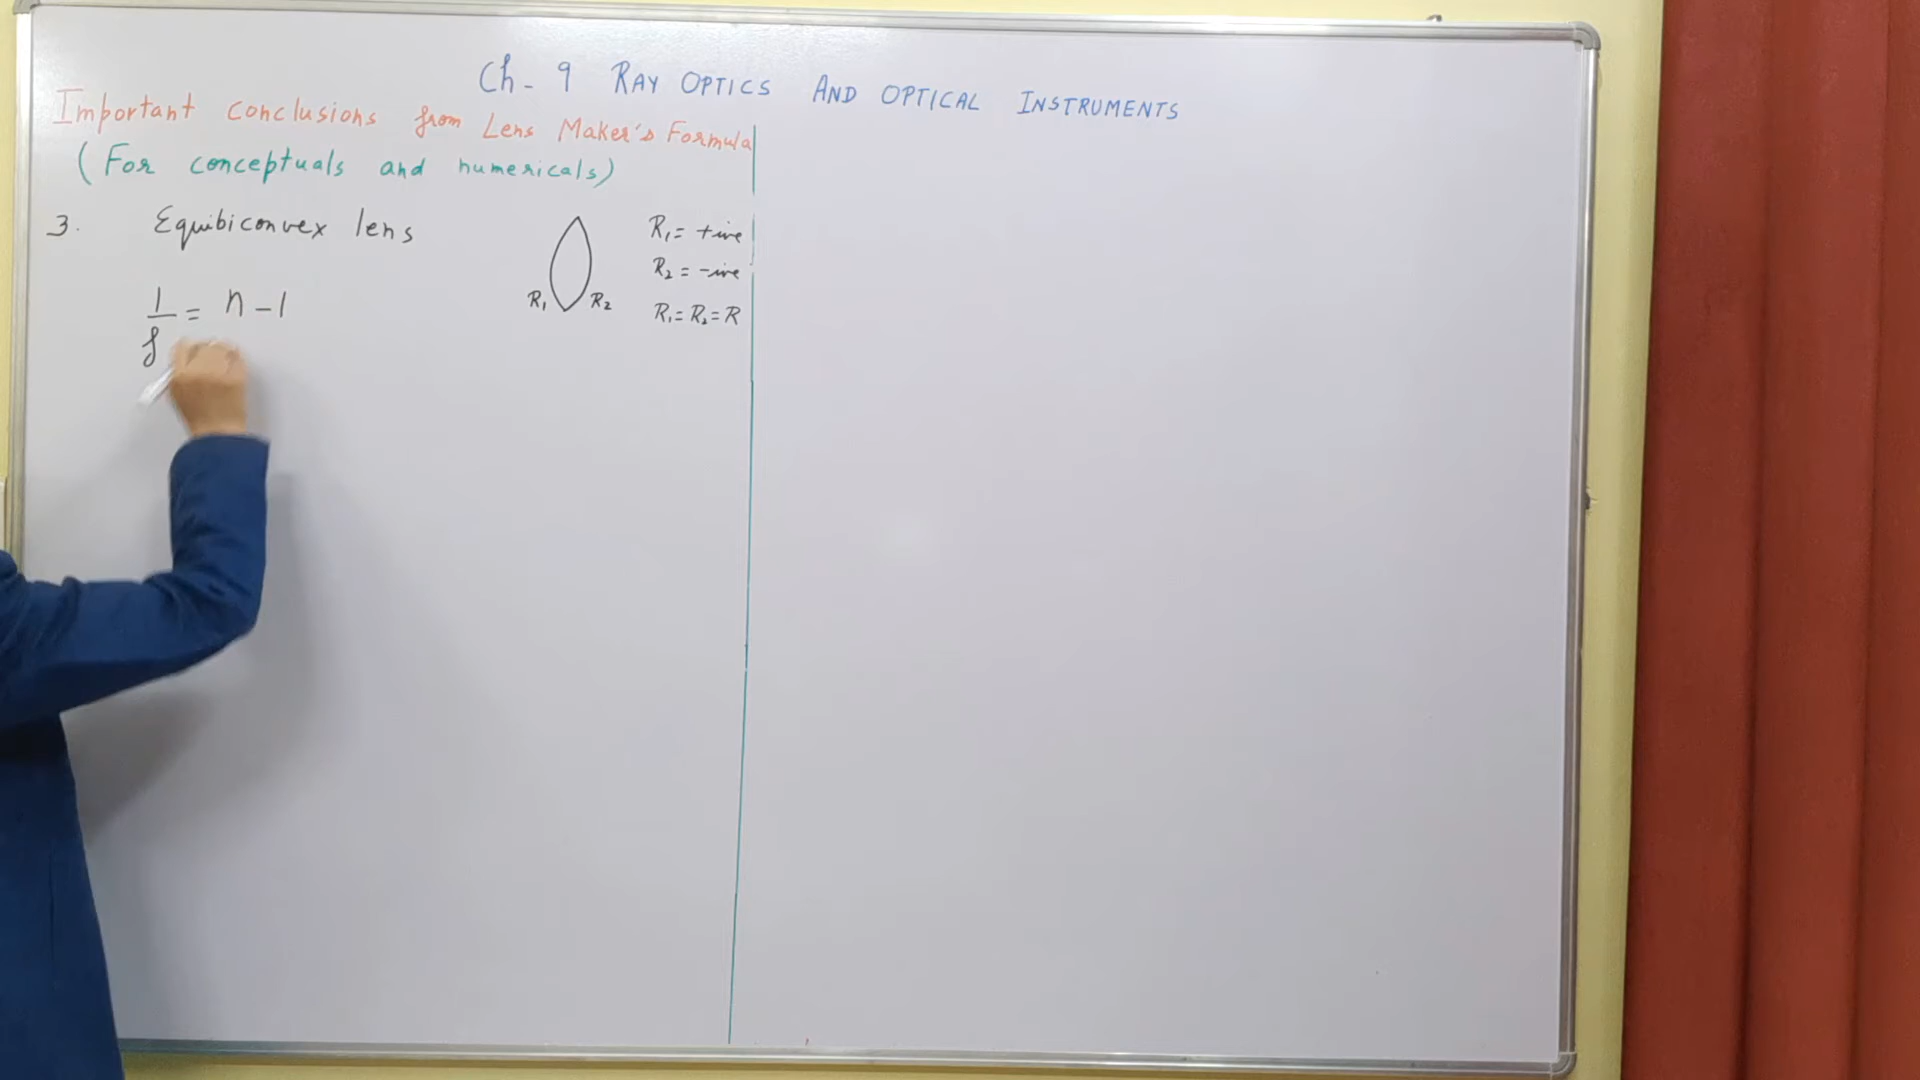 Ch - 9 RAY OPTICS AND OPTICAL INSTRUMENTS
Important conclusions from Lens Maker's Formula
(For conceptuals and numericals)
3. Equibiconvex lens
R₁ = +ive
R₂ = -ive
R₁ R₂
R₁ = R₂ = R
1/f = n - 1